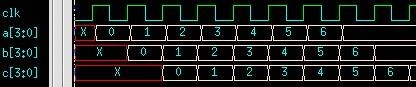 clk
a[3:0] X 0 1 2 3 4 5 6
b[3:0] X 0 1 2 3 4 5 6
c[3:0] X 0 1 2 3 4 5 6